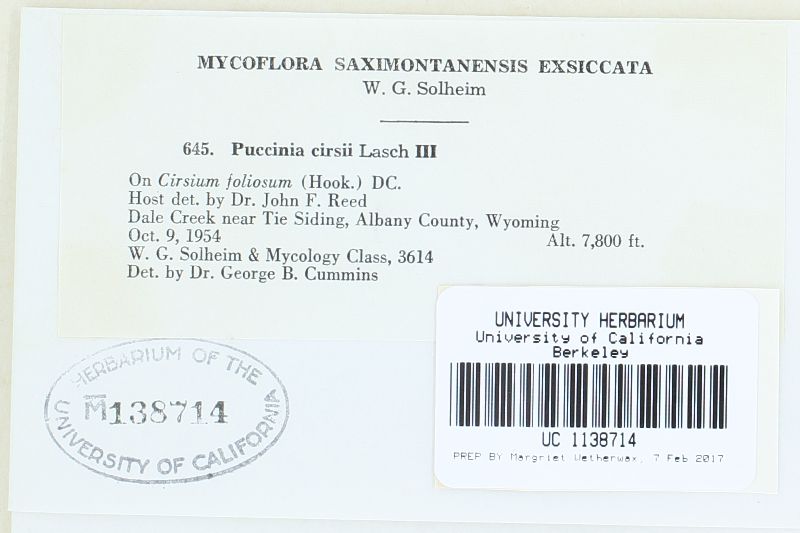 MYCOFLORA SAXIMONTANENSIS EXSICCATA
W. G. Solheim
645. Puccinia cirsii Lasch III
On Cirsium foliosum (Hook.) DC.
Host det. by Dr. John F. Reed
Dale Creek near Tie Siding, Albany County, Wyoming
Oct. 9, 1954 Alt. 7,800 ft.
W. G. Solheim & Mycology Class, 3614
Det. by Dr. George B. Cummins
UNIVERSITY HERBARIUM
University of California
Berkeley
UC 1138714
PREP BY Margriet Wetherwax, 7 Feb 2017
HERBARIUM OF THE
M138714
UNIVERSITY OF CALIFORNIA